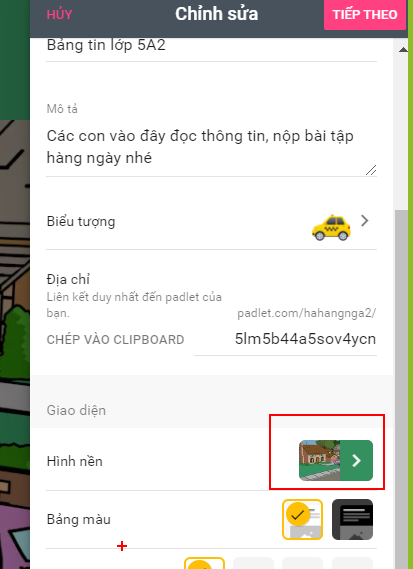 HỦY
Chỉnh sửa
TIẾP THEO
Bảng tin lớp 5A2
Mô tả
Các con vào đây đọc thông tin, nộp bài tập
hàng ngày nhé
Biểu tượng
Địa chỉ
Liên kết duy nhất đến padlet của
bạn.
padlet.com/hahangnga2/
CHÉP VÀO CLIPBOARD
5lm5b44a5sov4ycn
Giao diện
Hình nền
Bảng màu